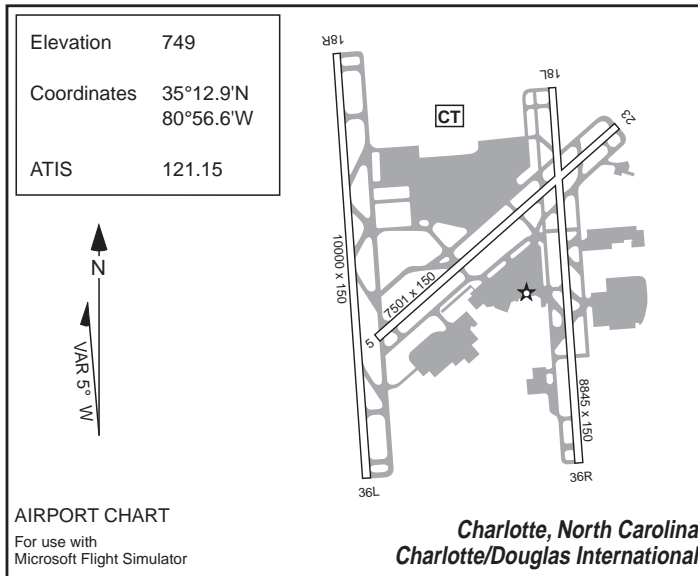 Elevation 749
Coordinates 35°12.9'N
80°56.6'W
ATIS 121.15
18R
18L
CT
23
N
10000 x 150
7501 x 150
VAR 5° W
5
8845 x 150
36L
36R
AIRPORT CHART
For use with
Microsoft Flight Simulator
Charlotte, North Carolina
Charlotte/Douglas International